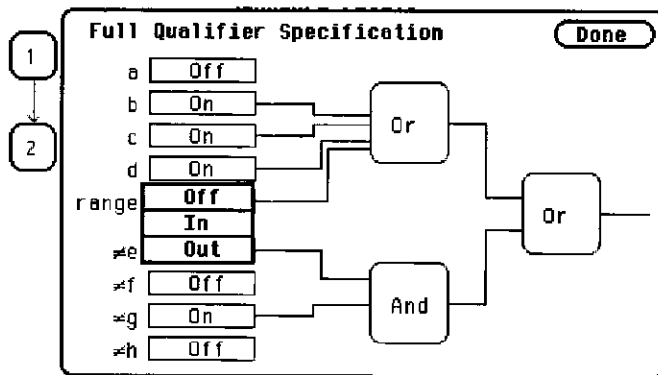 Full Qualifier Specification
Done
1
2
a Off
b On
c On
d On
range Off
In
≠e Out
≠f Off
≠g On
≠h Off
Or
Or
And